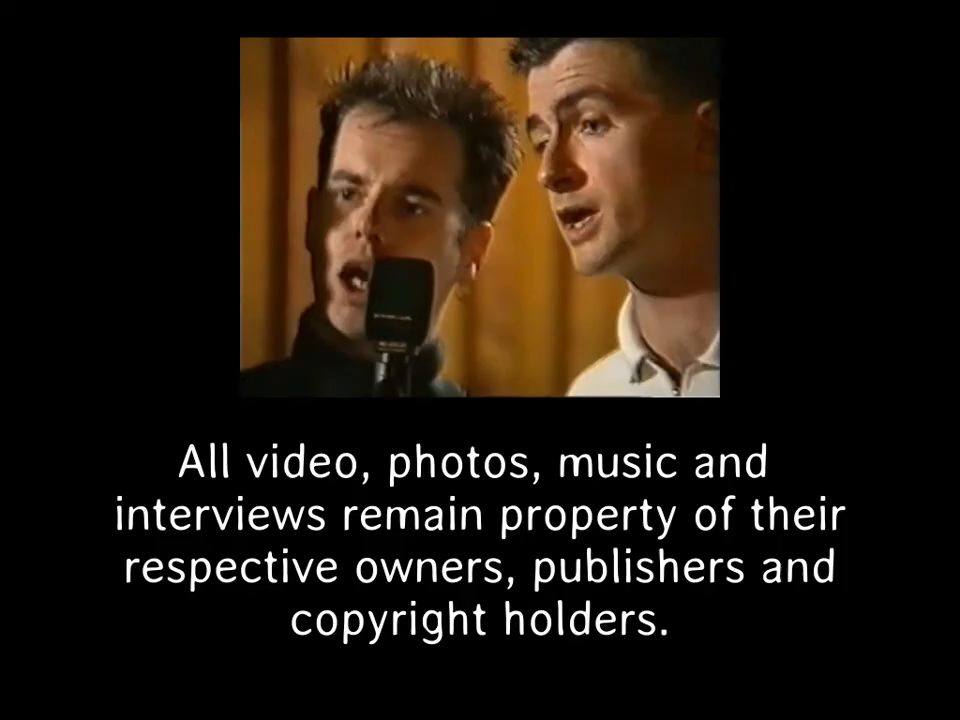 All video, photos, music and
interviews remain property of their
respective owners, publishers and
copyright holders.